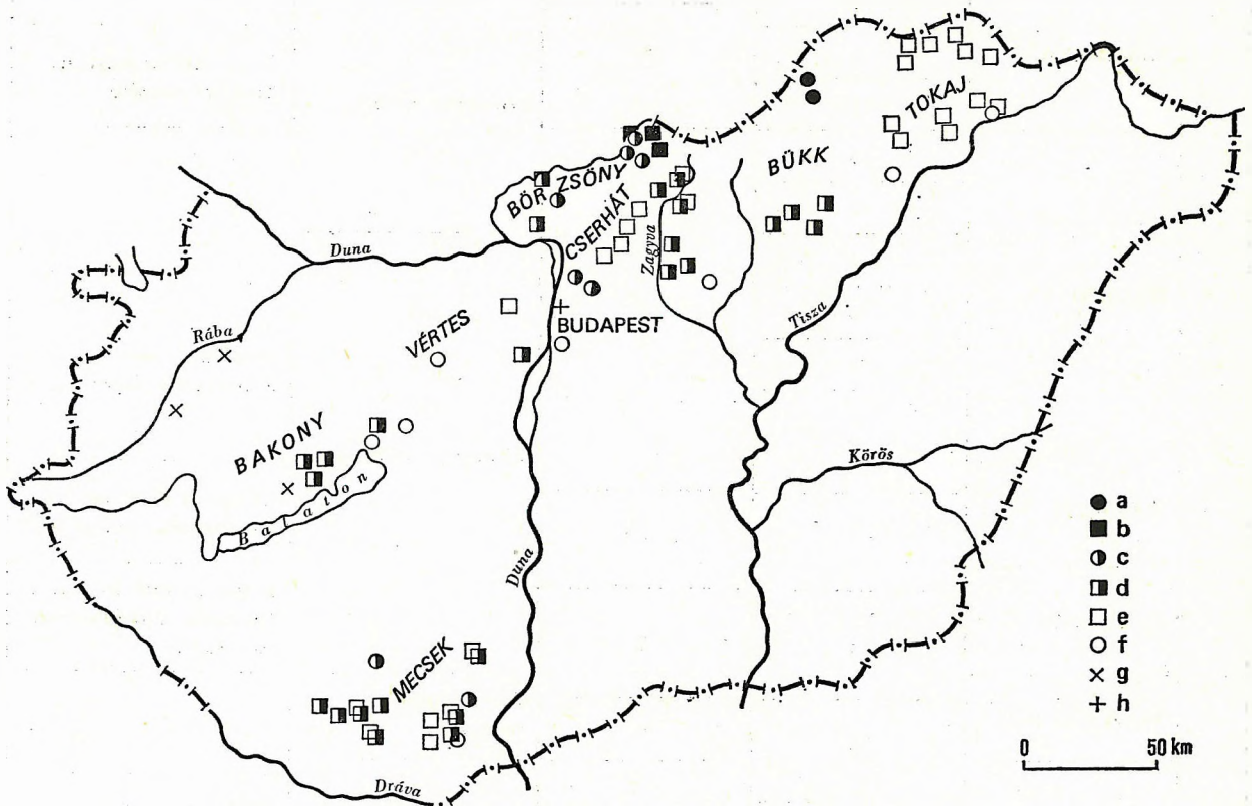 TOKAJ
BÜKK
BÖRZSÖNY
CSERHÁT
Zagyva
Duna
Tisza
BUDAPEST
Rába
VÉRTES
BAKONY
Balaton
Körös
Duna
MECSEK
Dráva
a
b
c
d
e
f
g
h
0 50 km